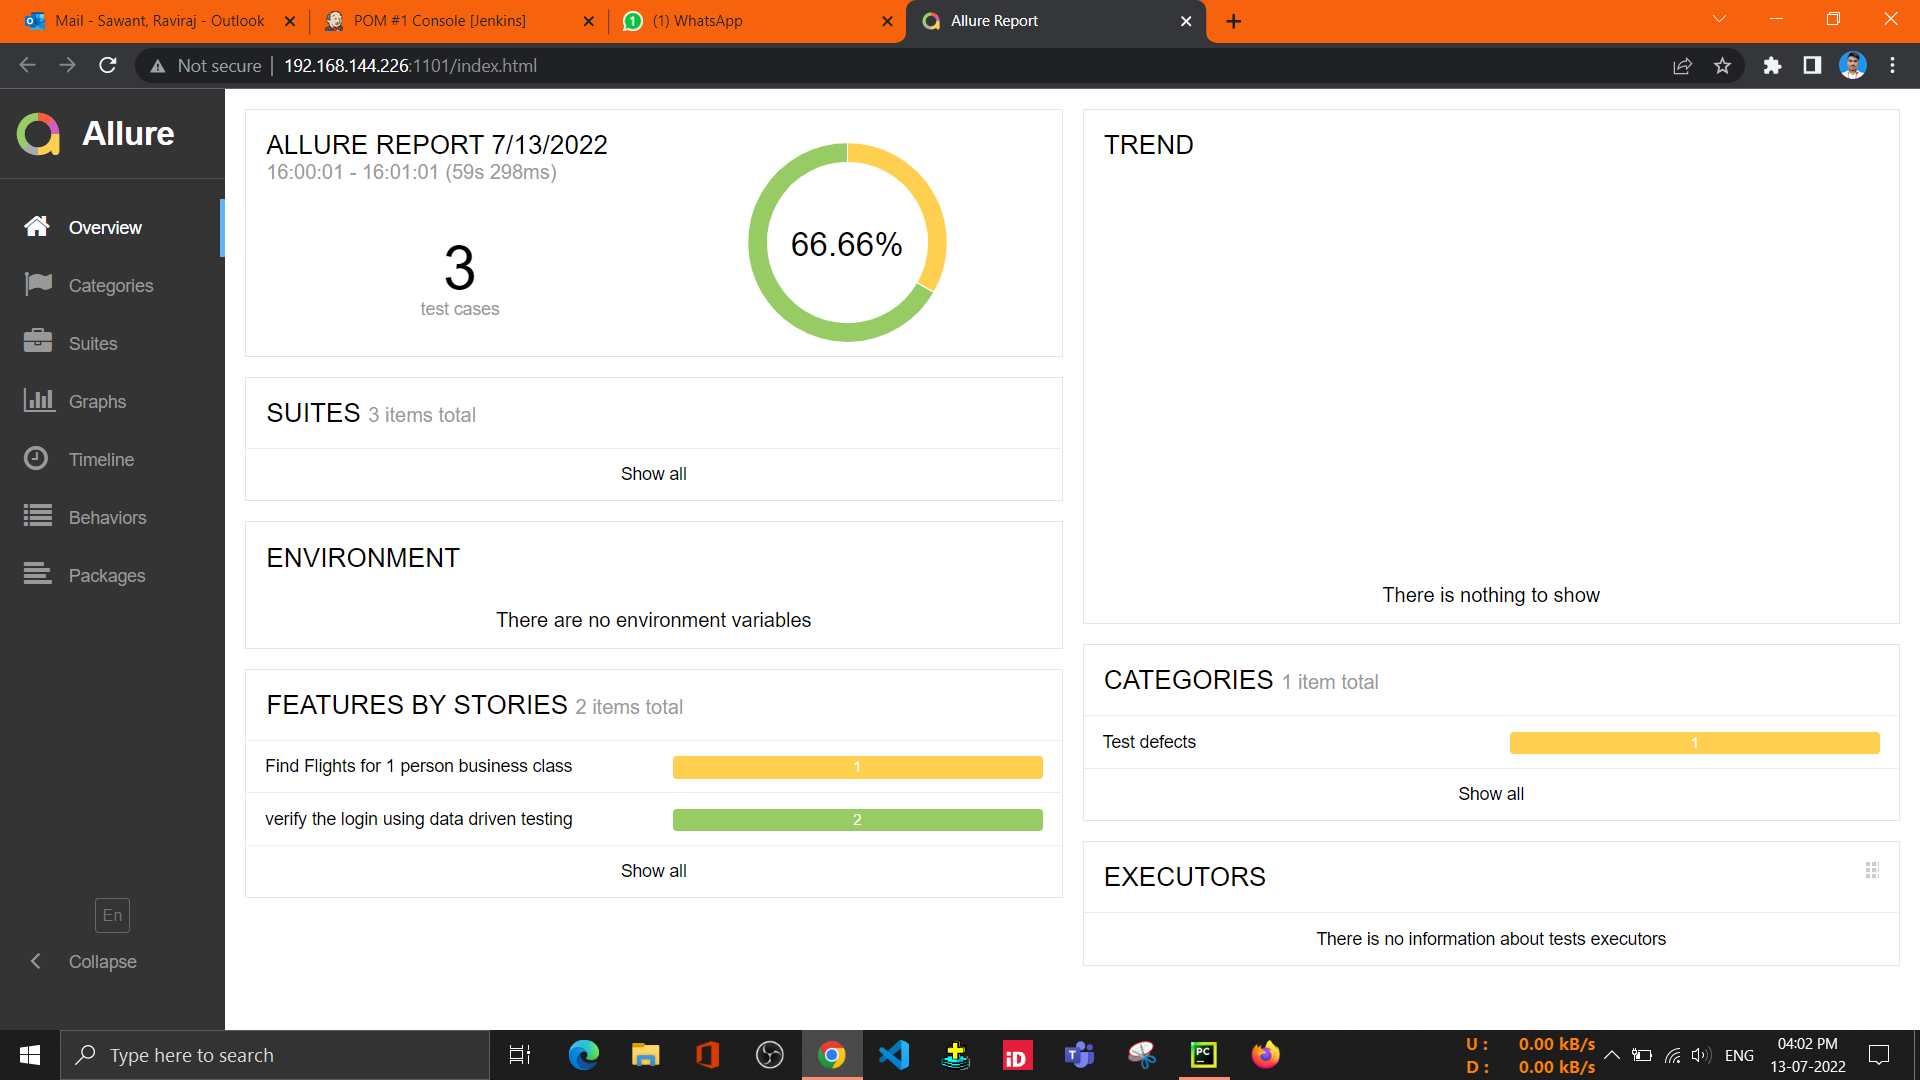 Mail - Sawant, Raviraj - Outlook
POM #1 Console [Jenkins]
(1) WhatsApp
Allure Report
Not secure
192.168.144.226:1101/index.html
Allure
Overview
Categories
Suites
Graphs
Timeline
Behaviors
Packages
En
Collapse
ALLURE REPORT 7/13/2022
16:00:01 - 16:01:01 (59s 298ms)
3
test cases
66.66%
SUITES 3 items total
Show all
ENVIRONMENT
There are no environment variables
FEATURES BY STORIES 2 items total
Find Flights for 1 person business class 1
verify the login using data driven testing 2
Show all
TREND
There is nothing to show
CATEGORIES 1 item total
Test defects 1
Show all
EXECUTORS
There is no information about tests executors
Type here to search
U : 0.00 kB/s
D : 0.00 kB/s
ENG
04:02 PM
13-07-2022